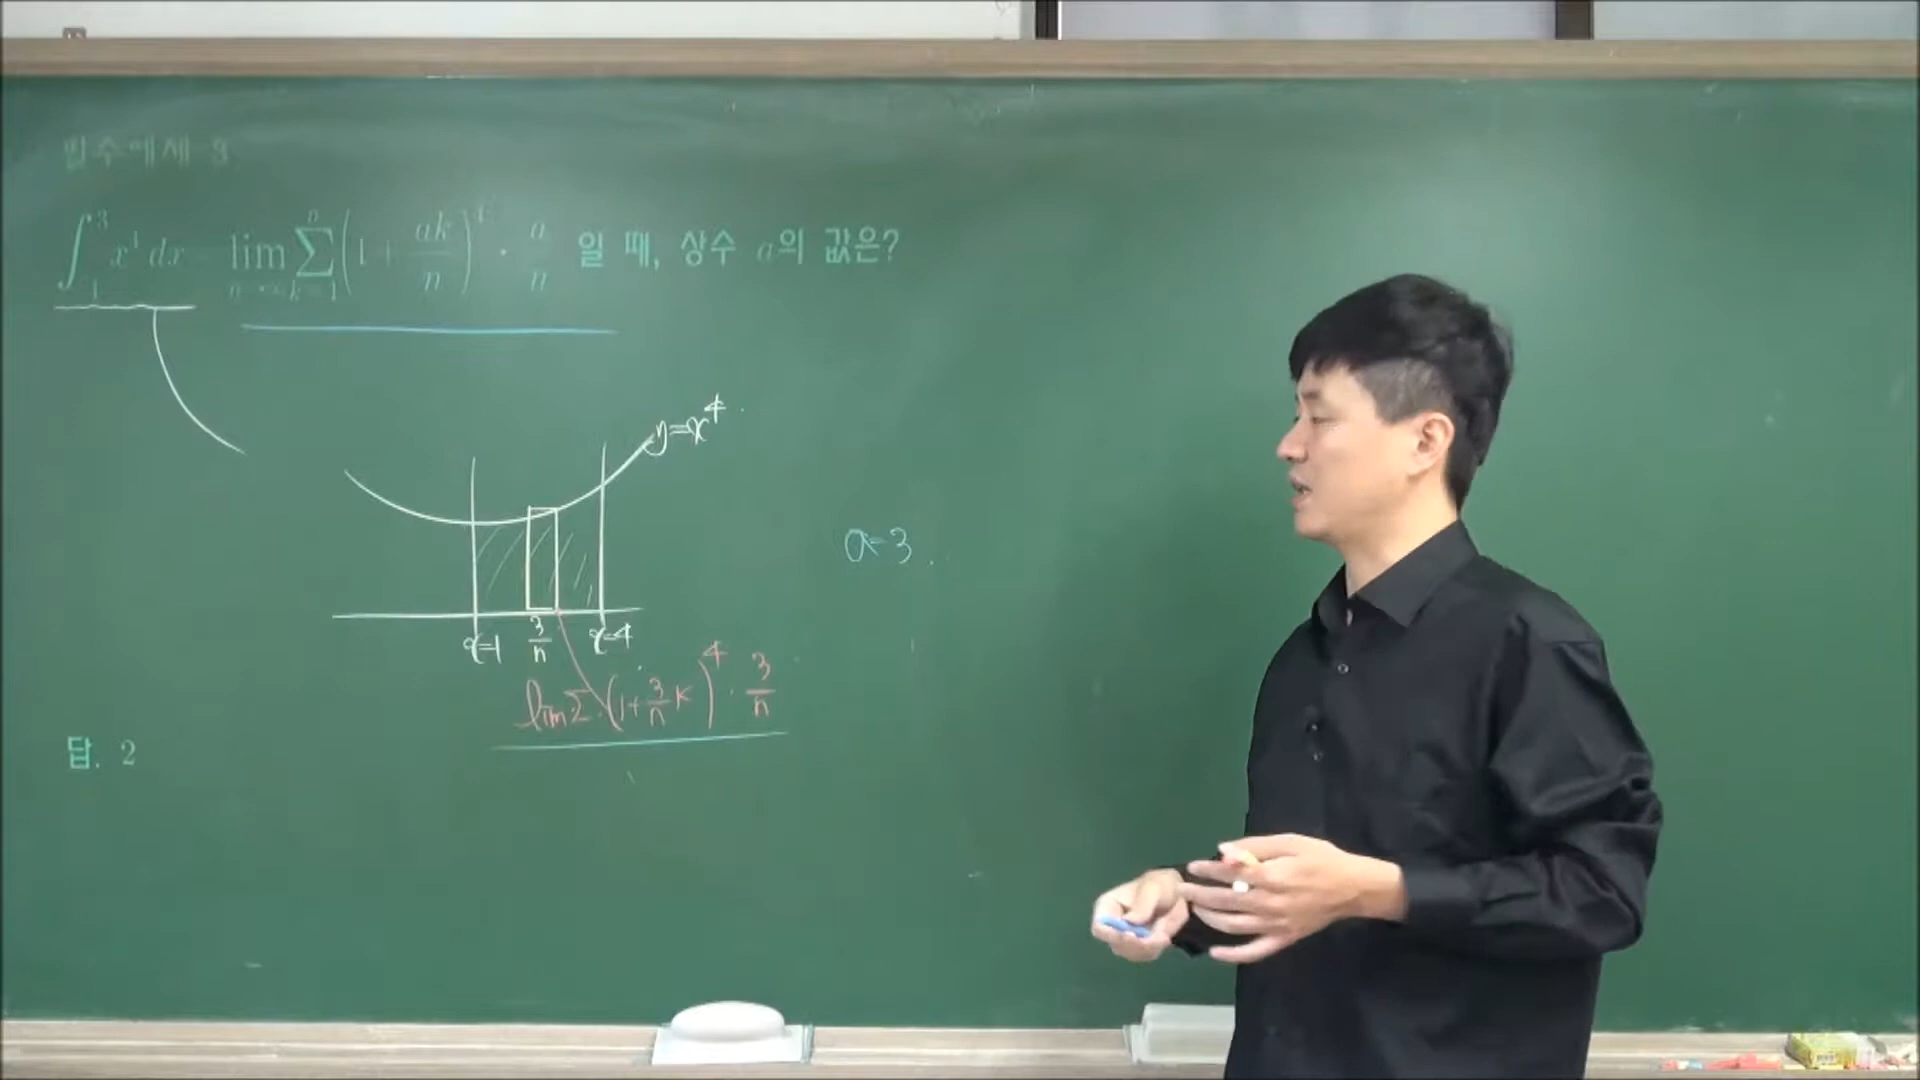 필수예제 3
∫₁³ x⁴ dx = lim_{n→∞} Σ_{k=1}^{n} (1 + ak/n)⁴ · a/n 일 때, 상수 a의 값은?
y=x⁴
a=3.
x=1 3/n x=4
lim Σ (1+3/n k)⁴ · 3/n
답. 2